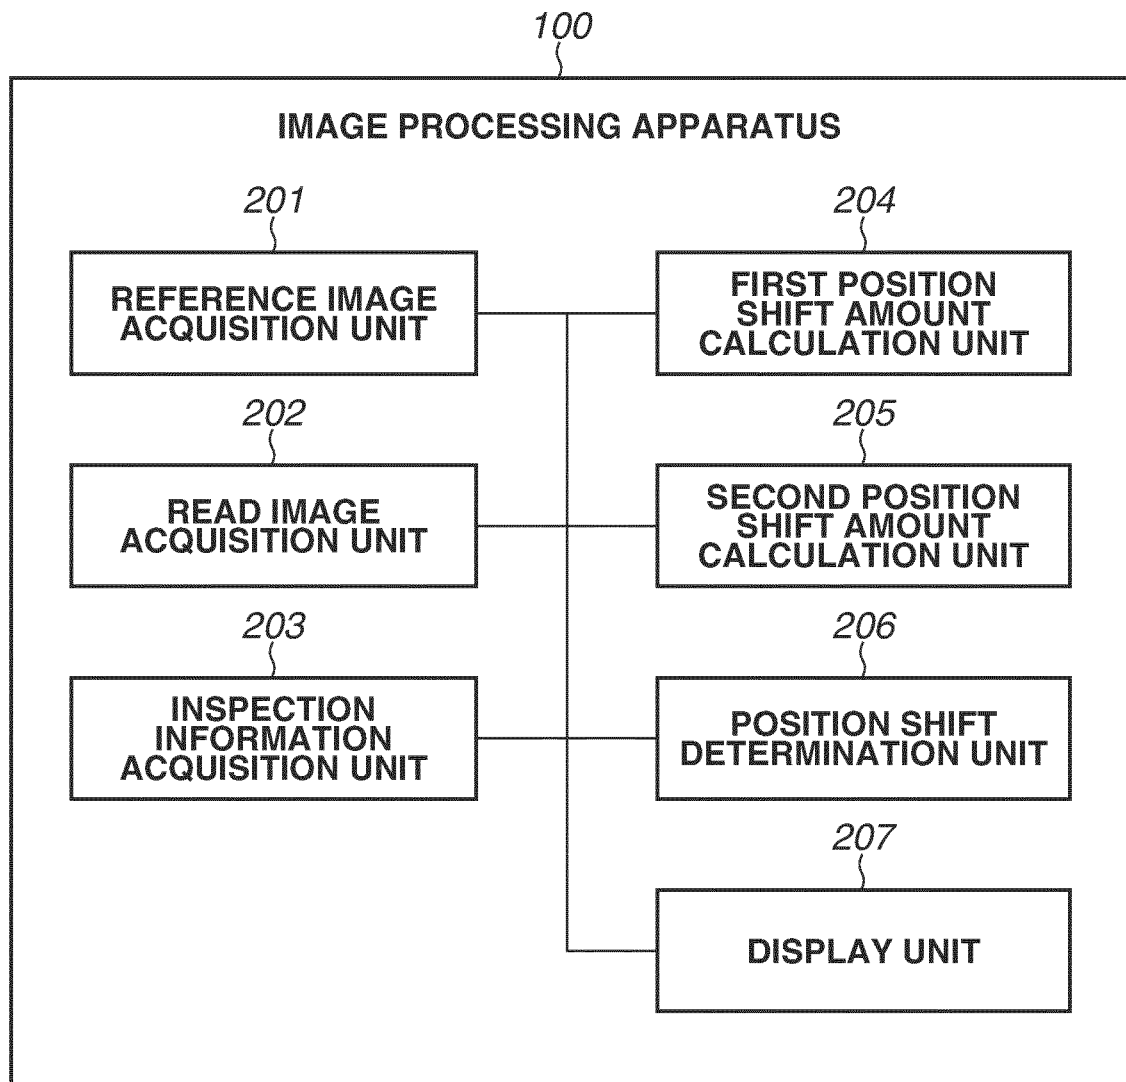 100
IMAGE PROCESSING APPARATUS
201
REFERENCE IMAGE
ACQUISITION UNIT
202
READ IMAGE
ACQUISITION UNIT
203
INSPECTION
INFORMATION
ACQUISITION UNIT
204
FIRST POSITION
SHIFT AMOUNT
CALCULATION UNIT
205
SECOND POSITION
SHIFT AMOUNT
CALCULATION UNIT
206
POSITION SHIFT
DETERMINATION UNIT
207
DISPLAY UNIT